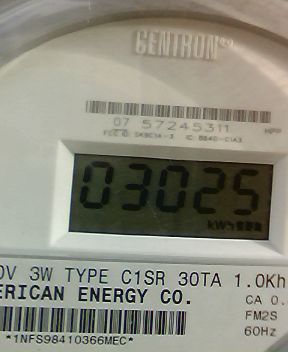 CENTRON
07 57245311
HPP
03025
kWh
0V 3W TYPE C1SR 30TA 1.0Kh
ERICAN ENERGY CO.
CA 0.
FM2S
60Hz
*1NFS98410366MEC*